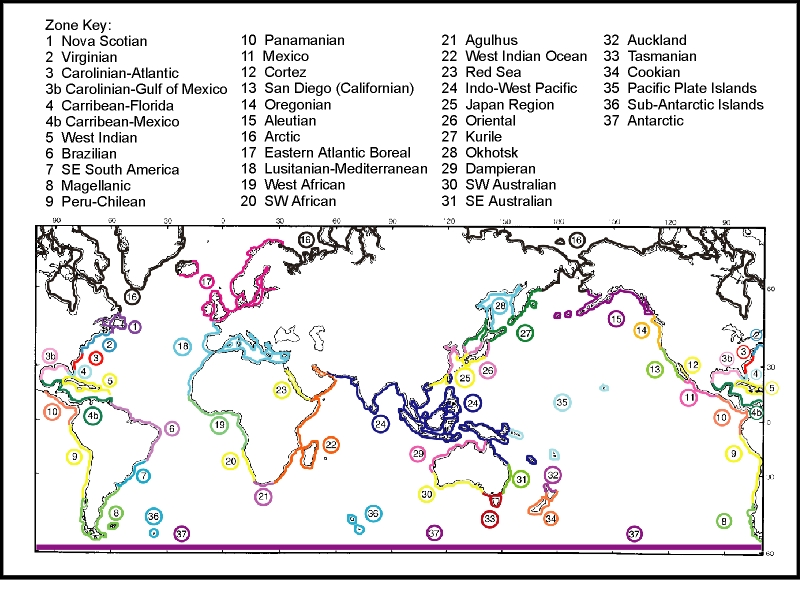 Zone Key:
1 Nova Scotian
2 Virginian
3 Carolinian-Atlantic
3b Carolinian-Gulf of Mexico
4 Carribean-Florida
4b Carribean-Mexico
5 West Indian
6 Brazilian
7 SE South America
8 Magellanic
9 Peru-Chilean
10 Panamanian
11 Mexico
12 Cortez
13 San Diego (Californian)
14 Oregonian
15 Aleutian
16 Arctic
17 Eastern Atlantic Boreal
18 Lusitanian-Mediterranean
19 West African
20 SW African
21 Agulhus
22 West Indian Ocean
23 Red Sea
24 Indo-West Pacific
25 Japan Region
26 Oriental
27 Kurile
28 Okhotsk
29 Dampieran
30 SW Australian
31 SE Australian
32 Auckland
33 Tasmanian
34 Cookian
35 Pacific Plate Islands
36 Sub-Antarctic Islands
37 Antarctic
90 60 30 0 30 60 90 120 150 180 150 120 90
16 16
17
60
16 28
1 15
27 14
2 18
3b 3 26 13 12 3 3b
30
4 25 4
5 23 5
10 4b 24 35 11 10 4b
19 24 0
6
9 20 22 29 9
7 32 30
21 30 31
8 36 36 33 34 8
37 37 37
60